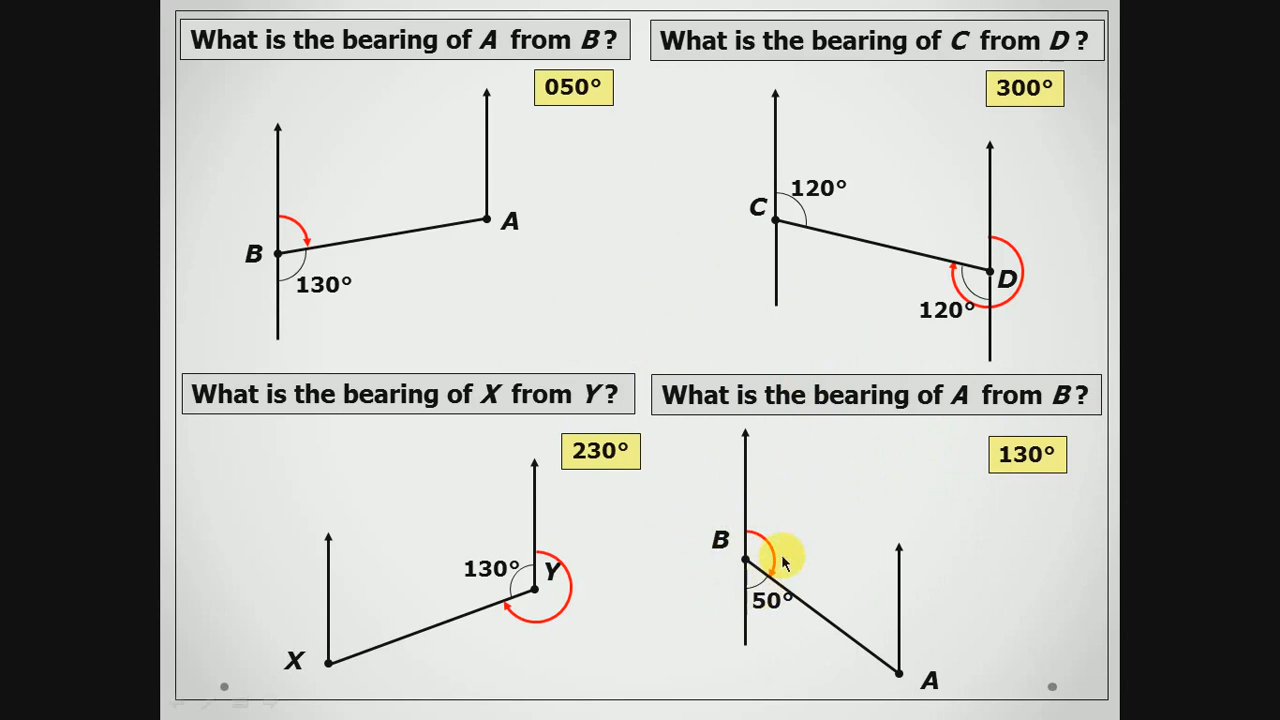 What is the bearing of A from B?
050°
B
A
130°
What is the bearing of C from D?
300°
120°
C
D
120°
What is the bearing of X from Y?
230°
130°
Y
X
What is the bearing of A from B?
130°
B
50°
A